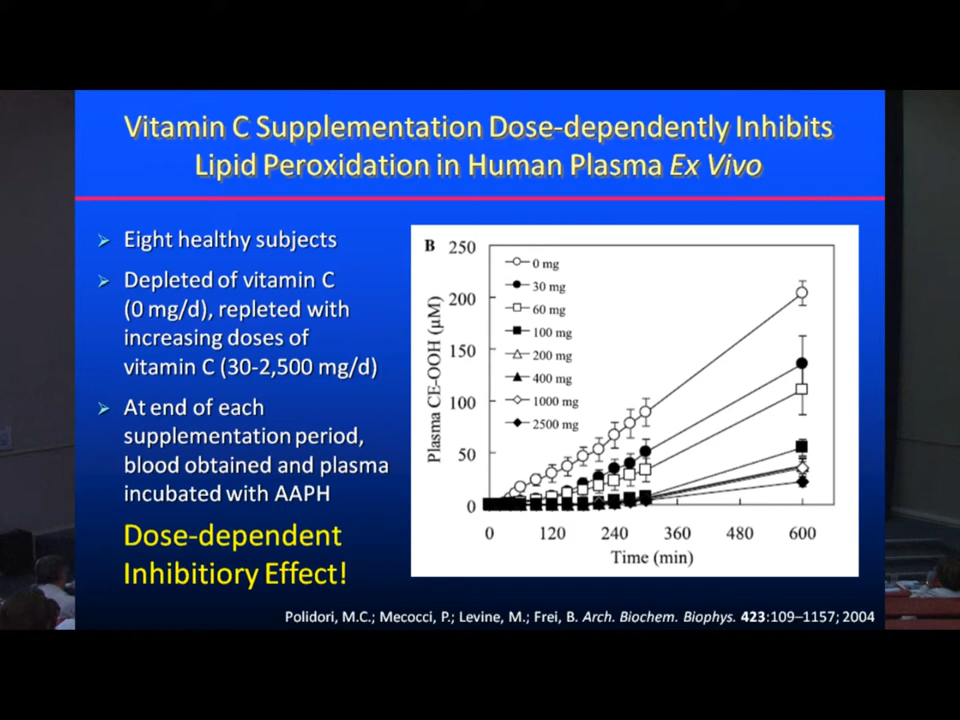 Vitamin C Supplementation Dose-dependently Inhibits
Lipid Peroxidation in Human Plasma Ex Vivo
Eight healthy subjects
Depleted of vitamin C
(0 mg/d), repleted with
increasing doses of
vitamin C (30-2,500 mg/d)
At end of each
supplementation period,
blood obtained and plasma
incubated with AAPH
Dose-dependent
Inhibitiory Effect!
B
Plasma CE-OOH (µM)
250
200
150
100
50
0
0 mg
30 mg
60 mg
100 mg
200 mg
400 mg
1000 mg
2500 mg
0 120 240 360 480 600
Time (min)
Polidori, M.C.; Mecocci, P.; Levine, M.; Frei, B. Arch. Biochem. Biophys. 423:109–1157; 2004